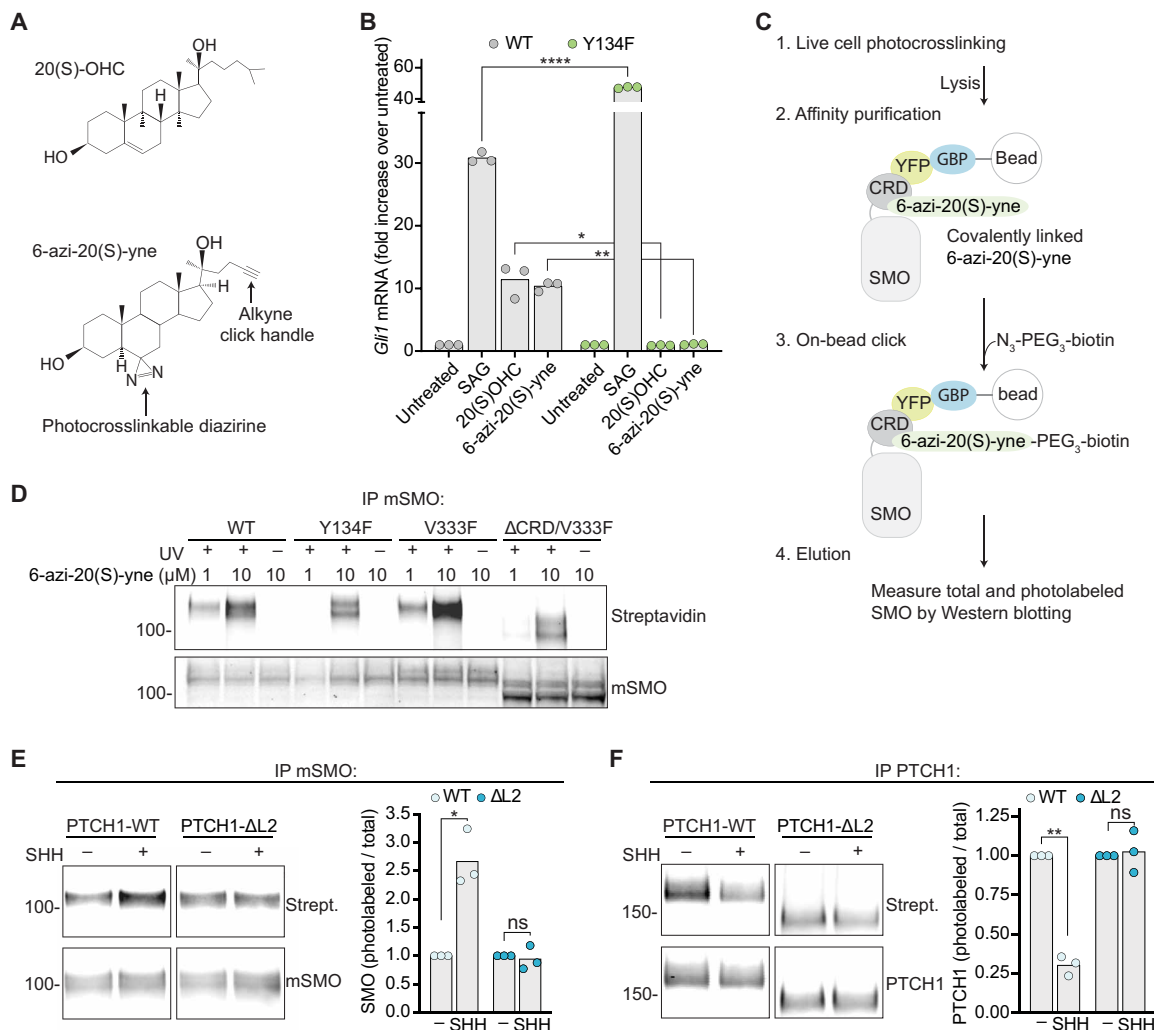 A
20(S)-OHC
OH
H
HO
6-azi-20(S)-yne
OH
H
H
HO
N
N
Alkyne
click handle
Photocrosslinkable diazirine
B
WT
Y134F
Gli1 mRNA (fold increase over untreated)
60
40
30
20
10
0
****
*
**
Untreated
SAG
20(S)OHC
6-azi-20(S)-yne
Untreated
SAG
20(S)OHC
6-azi-20(S)-yne
C
1. Live cell photocrosslinking
Lysis
2. Affinity purification
YFP
GBP
Bead
CRD
6-azi-20(S)-yne
Covalently linked
6-azi-20(S)-yne
SMO
3. On-bead click
N3-PEG3-biotin
YFP
GBP
bead
CRD
6-azi-20(S)-yne-PEG3-biotin
SMO
4. Elution
Measure total and photolabeled
SMO by Western blotting
D
IP mSMO:
WT Y134F V333F ΔCRD/V333F
UV + + – + + – + + – + + –
6-azi-20(S)-yne (μM) 1 10 10 1 10 10 1 10 10 1 10 10
100-
Streptavidin
100-
mSMO
E
IP mSMO:
PTCH1-WT PTCH1-ΔL2
SHH – + – +
100-
Strept.
100-
mSMO
WT ΔL2
SMO (photolabeled / total)
3.5
3.0
2.5
2.0
1.5
1.0
0.5
0.0
*
ns
– SHH – SHH
F
IP PTCH1:
PTCH1-WT PTCH1-ΔL2
SHH – + – +
150-
Strept.
150-
PTCH1
WT ΔL2
PTCH1 (photolabeled / total)
1.00
0.75
0.50
0.25
0.00
**
ns
– SHH – SHH